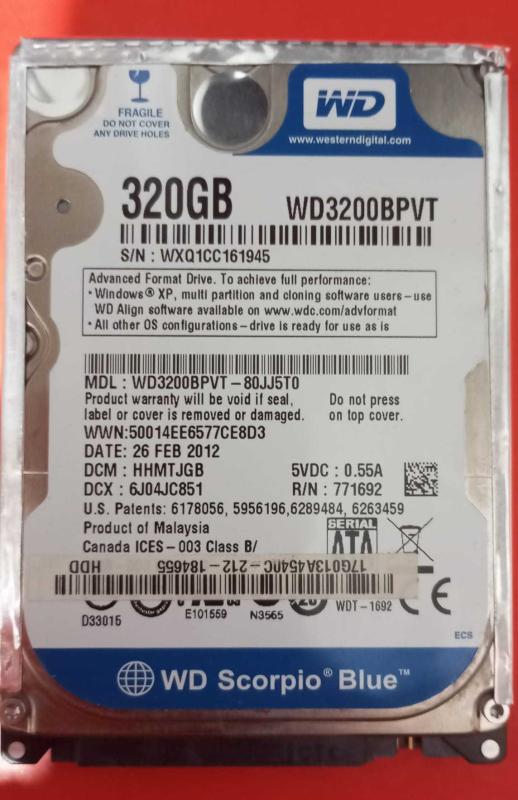 FRAGILE
DO NOT COVER
ANY DRIVE HOLES
WD
www.westerndigital.com
320GB WD3200BPVT
S/N : WXQ1CC161945
Advanced Format Drive. To achieve full performance:
• Windows® XP, multi partition and cloning software users – use
WD Align software available on www.wdc.com/advformat
• All other OS configurations – drive is ready for use as is
MDL : WD3200BPVT – 80JJ5T0
Product warranty will be void if seal, Do not press
label or cover is removed or damaged. on top cover.
WWN:50014EE6577CE8D3
DATE: 26 FEB 2012
DCM : HHMTJGB 5VDC : 0.55A
DCX : 6J04JC851 R/N : 771692
U.S. Patents: 6178056, 5956196,6289484, 6263459
Product of Malaysia SERIAL
Canada ICES – 003 Class B/ ATA
17G013A4540C – 212 – 184655 HDD
D33015 E101559 N3565 WDT – 1692 CE
ECS
WD Scorpio® Blue™